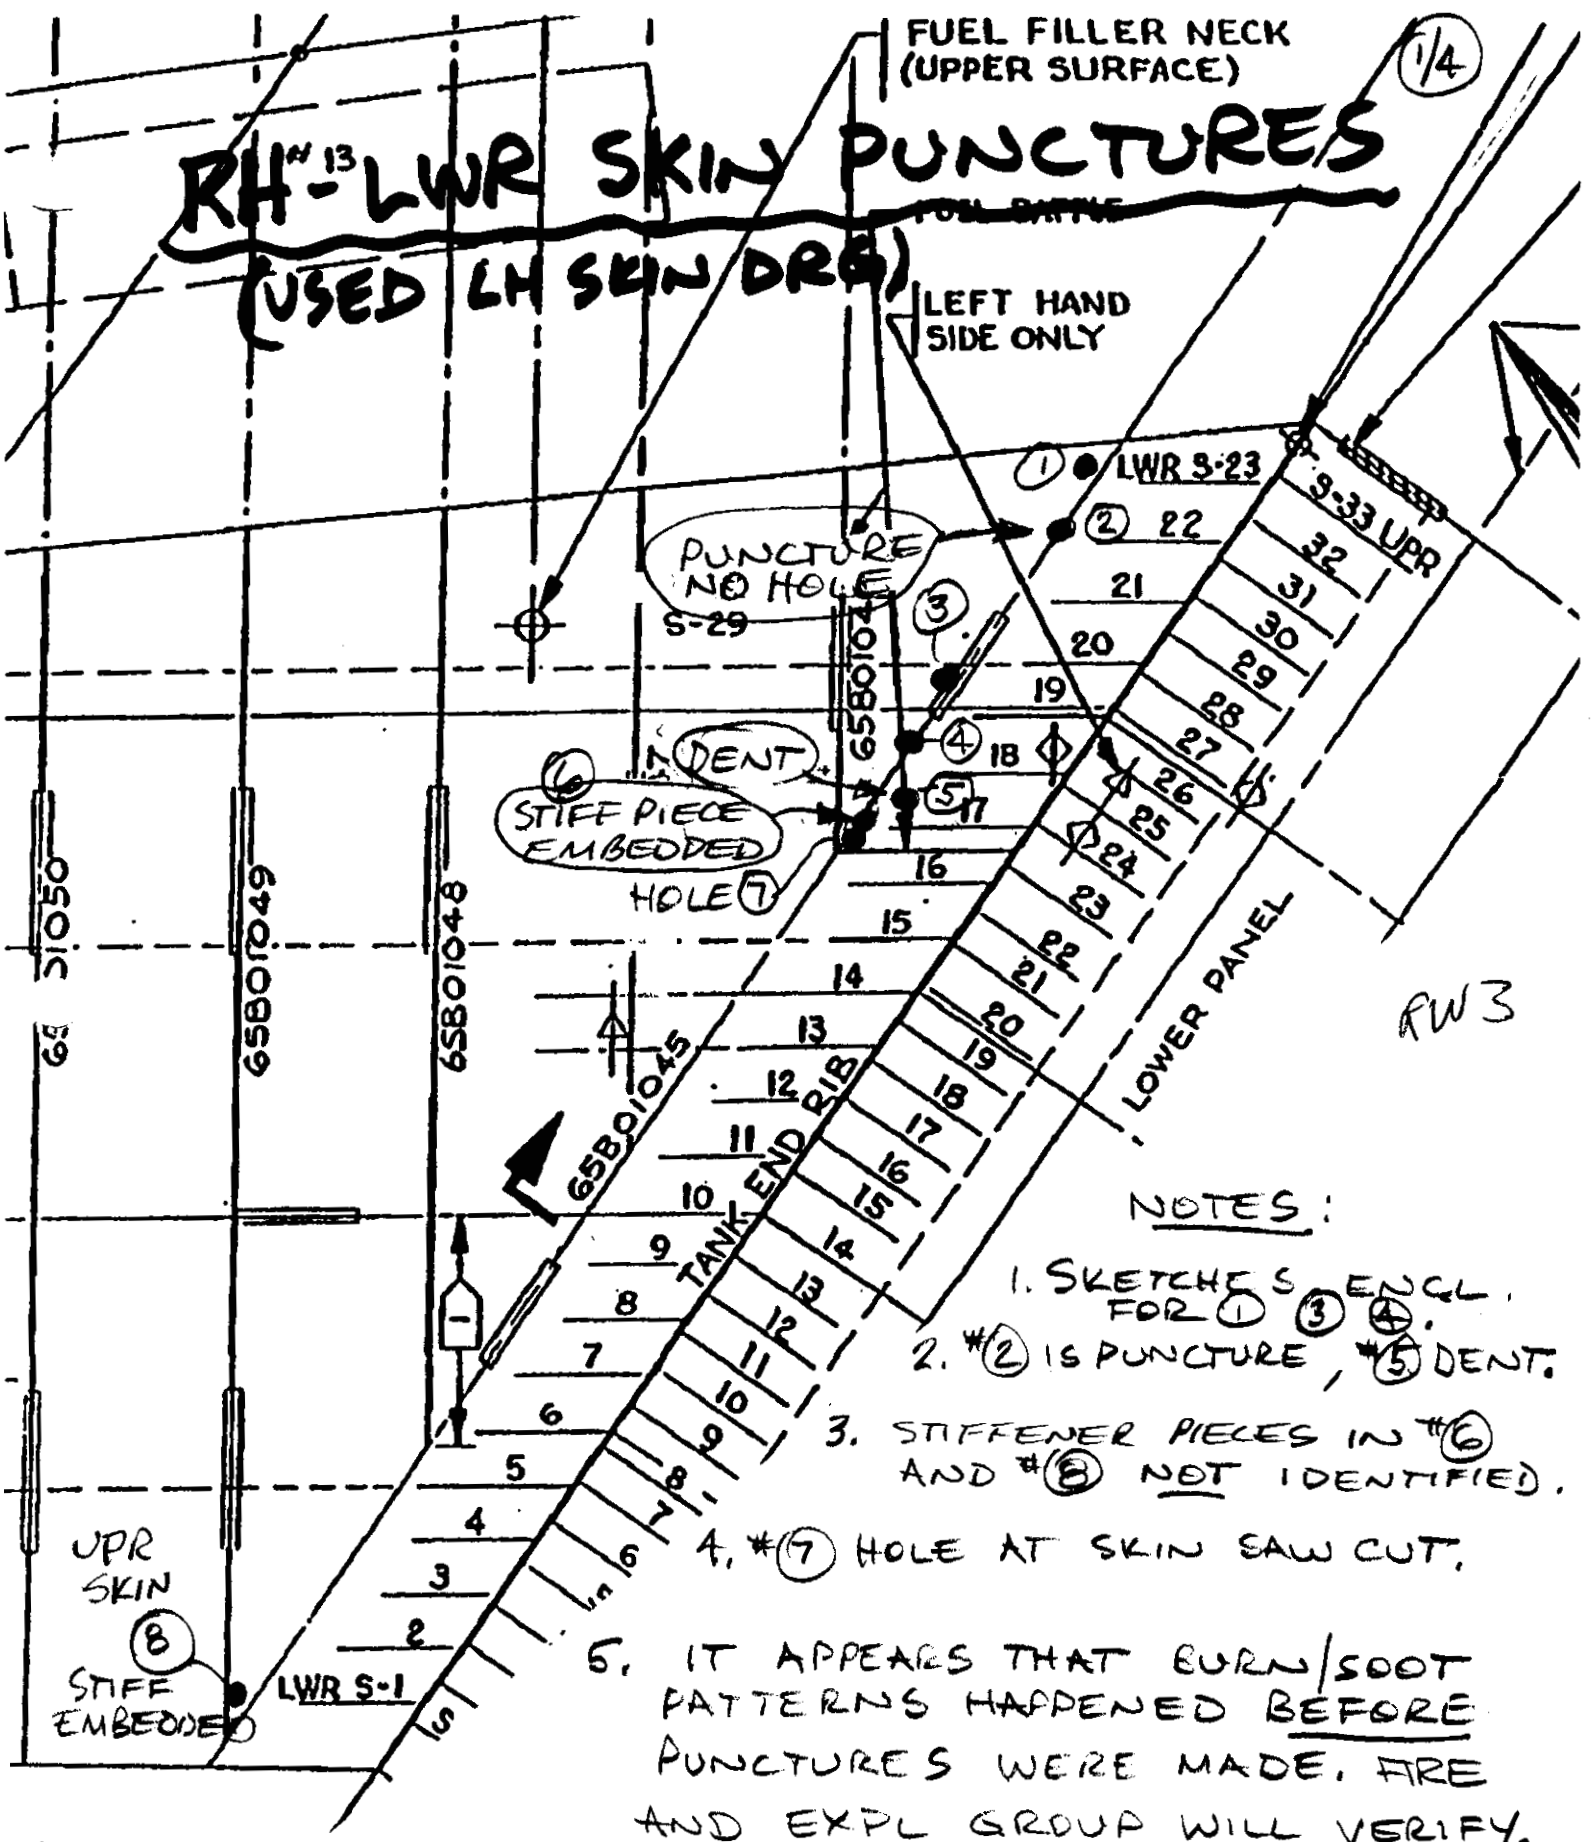 FUEL FILLER NECK
(UPPER SURFACE)
1/4
RH ~ -13 LWR SKIN PUNCTURES
FUEL BAFFLE
(USED LH SKIN DRG)
LEFT HAND
SIDE ONLY
1
LWR S-23
S-33 UPR
2
22
32
PUNCTURE
NO HOLE
3
21
31
S-29
65B0104
20
30
29
19
28
4
18
27
DENT
5
17
26
6
STIFF PIECE
EMBEDDED
25
24
16
HOLE 7
23
15
22
14
21
20
13
19
12
18
11
17
16
10
15
14
9
13
8
12
7
11
10
6
9
5
8
7
4
6
3
5
2
LWR S-1
S
51050
65B01049
65B01048
65B01045
TANK END RIB
LOWER PANEL
RW3
UPR
SKIN
8
STIFF
EMBEDDED
NOTES:
1. SKETCHES ENCL.
FOR 1 3 4.
2. #2 IS PUNCTURE, #5 DENT.
3. STIFFENER PIECES IN #6
AND #8 NOT IDENTIFIED.
4. #7 HOLE AT SKIN SAW CUT.
5. IT APPEARS THAT BURN/SOOT
PATTERNS HAPPENED BEFORE
PUNCTURES WERE MADE. FIRE
AND EXPL GROUP WILL VERIFY.